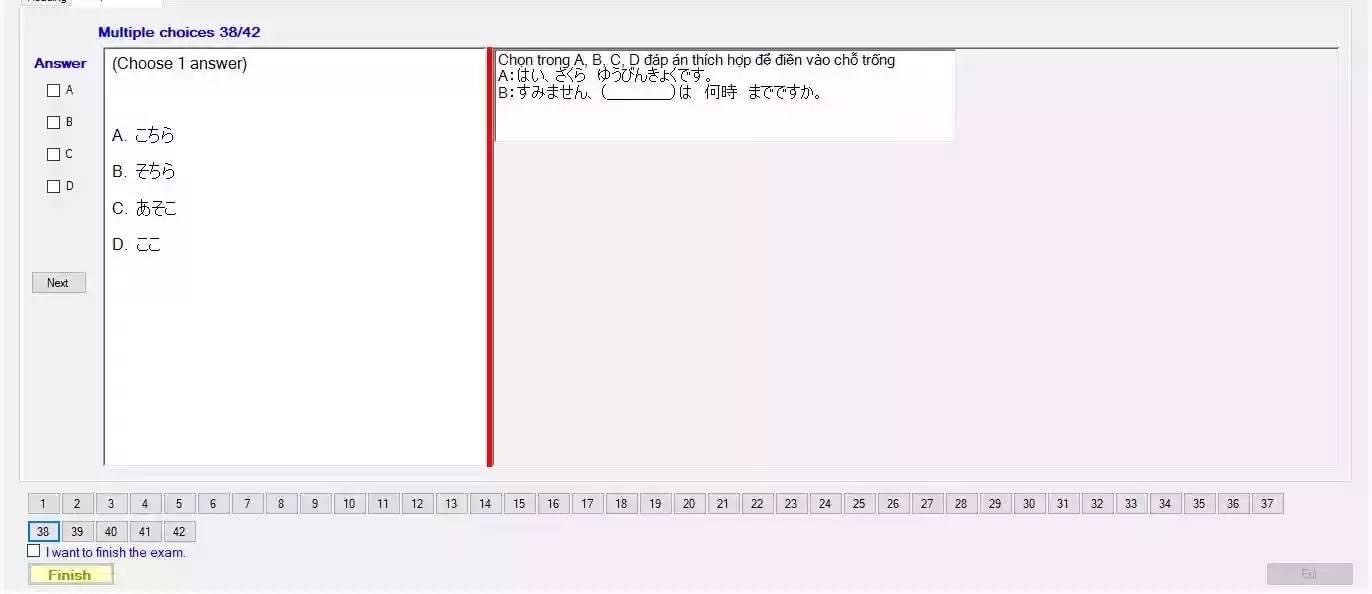 Reading
Multiple choices 38/42
Answer
A
B
C
D
Next
(Choose 1 answer)
A. こちら
B. そちら
C. あそこ
D. ここ
Chọn trong A, B, C, D đáp án thích hợp để điền vào chỗ trống
A:はい、さくら ゆうびんきょくです。
B:すみません、(________)は 何時 までですか。
1 2 3 4 5 6 7 8 9 10 11 12 13 14 15 16 17 18 19 20 21 22 23 24 25 26 27 28 29 30 31 32 33 34 35 36 37
38 39 40 41 42
I want to finish the exam.
Finish
Exit